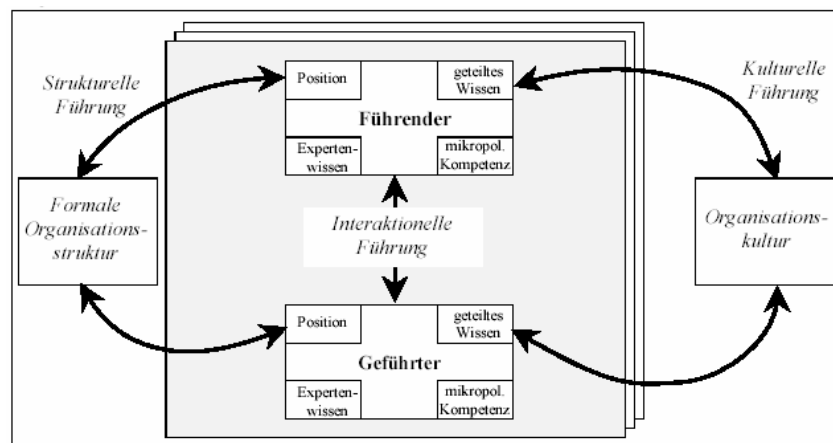 Strukturelle
Führung
Position
geteiltes
Wissen
Kulturelle
Führung
Führender
Experten-
wissen
mikropol.
Kompetenz
Formale
Organisations-
struktur
Interaktionelle
Führung
Organisations-
kultur
Position
geteiltes
Wissen
Geführter
Experten-
wissen
mikropol.
Kompetenz